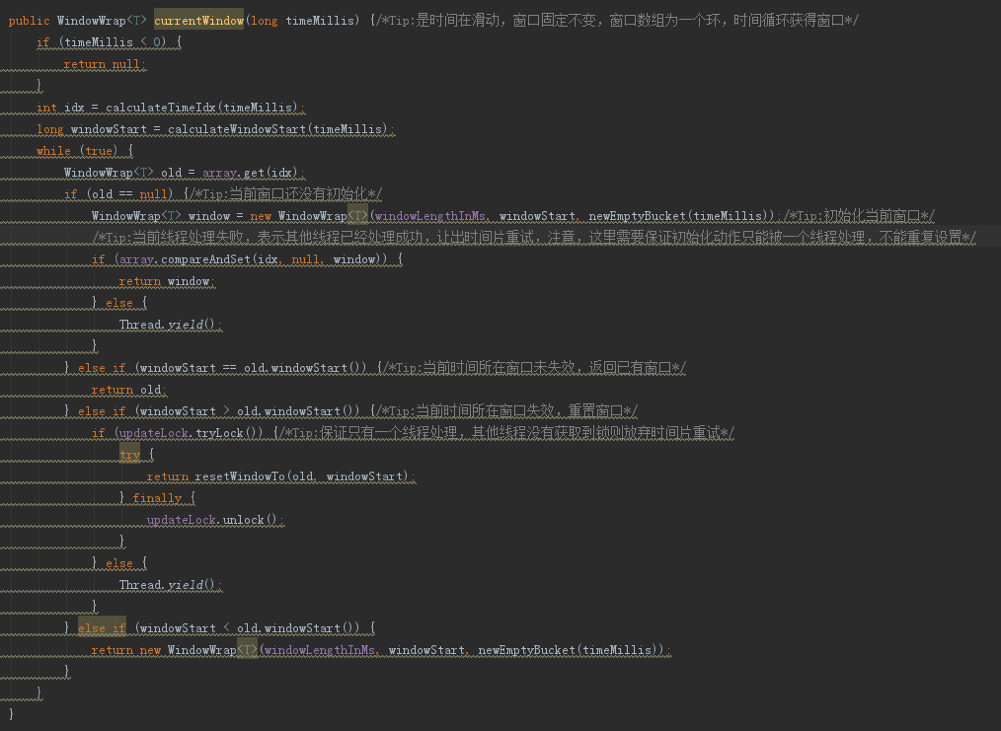 public WindowWrap<T> currentWindow(long timeMillis) {/*Tip:是时间在滑动，窗口固定不变，窗口数组为一个环，时间循环获得窗口*/
if (timeMillis < 0) {
return null;
}
int idx = calculateTimeIdx(timeMillis);
long windowStart = calculateWindowStart(timeMillis);
while (true) {
WindowWrap<T> old = array.get(idx);
if (old == null) {/*Tip:当前窗口还没有初始化*/
WindowWrap<T> window = new WindowWrap<T>(windowLengthInMs, windowStart, newEmptyBucket(timeMillis));/*Tip:初始化当前窗口*/
/*Tip:当前线程处理失败，表示其他线程已经处理成功，让出时间片重试，注意，这里需要保证初始化动作只能被一个线程处理，不能重复设置*/
if (array.compareAndSet(idx, null, window)) {
return window;
} else {
Thread.yield();
}
} else if (windowStart == old.windowStart()) {/*Tip:当前时间所在窗口未失效，返回已有窗口*/
return old;
} else if (windowStart > old.windowStart()) {/*Tip:当前时间所在窗口失效，重置窗口*/
if (updateLock.tryLock()) {/*Tip:保证只有一个线程处理，其他线程没有获取到锁则放弃时间片重试*/
try {
return resetWindowTo(old, windowStart);
} finally {
updateLock.unlock();
}
} else {
Thread.yield();
}
} else if (windowStart < old.windowStart()) {
return new WindowWrap<T>(windowLengthInMs, windowStart, newEmptyBucket(timeMillis));
}
}
}